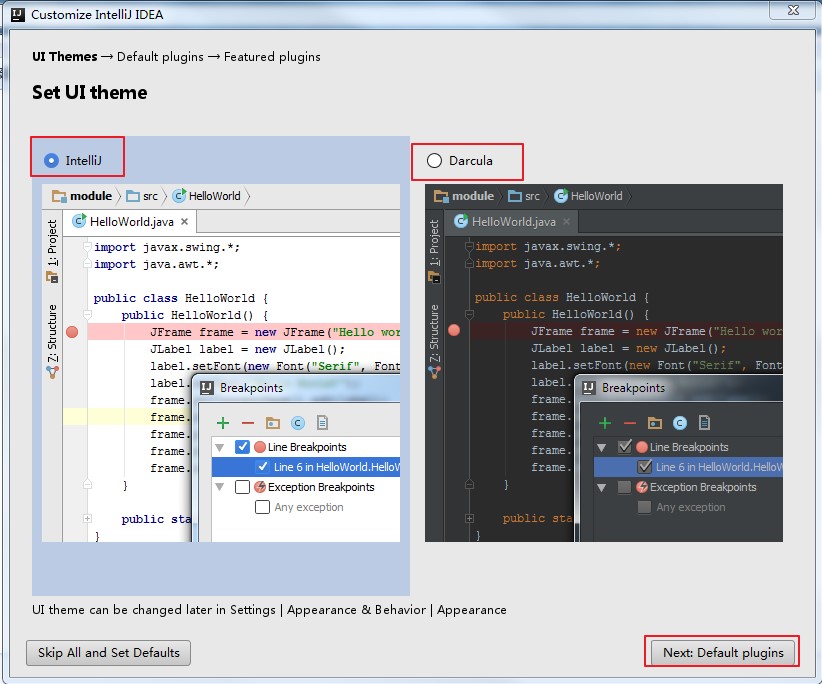 Customize IntelliJ IDEA
UI Themes → Default plugins → Featured plugins
Set UI theme
IntelliJ
module src HelloWorld
HelloWorld.java
1: Project
Z: Structure
import javax.swing.*;
import java.awt.*;
public class HelloWorld {
public HelloWorld() {
JFrame frame = new JFrame("Hello wor
JLabel label = new JLabel();
label.setFont(new Font("Serif", Font
label.
frame.
frame.
frame.
frame.
frame.
}
public sta
}
Breakpoints
Line Breakpoints
Line 6 in HelloWorld.HelloW
Exception Breakpoints
Any exception
Darcula
module src HelloWorld
HelloWorld.java
1: Project
Z: Structure
import javax.swing.*;
import java.awt.*;
public class HelloWorld {
public HelloWorld() {
JFrame frame = new JFrame("Hello wor
JLabel label = new JLabel();
label.setFont(new Font("Serif", Font
label.
frame.
frame.
frame.
frame.
frame.
}
public sta
}
Breakpoints
Line Breakpoints
Line 6 in HelloWorld.HelloW
Exception Breakpoints
Any exception
UI theme can be changed later in Settings | Appearance & Behavior | Appearance
Skip All and Set Defaults
Next: Default plugins